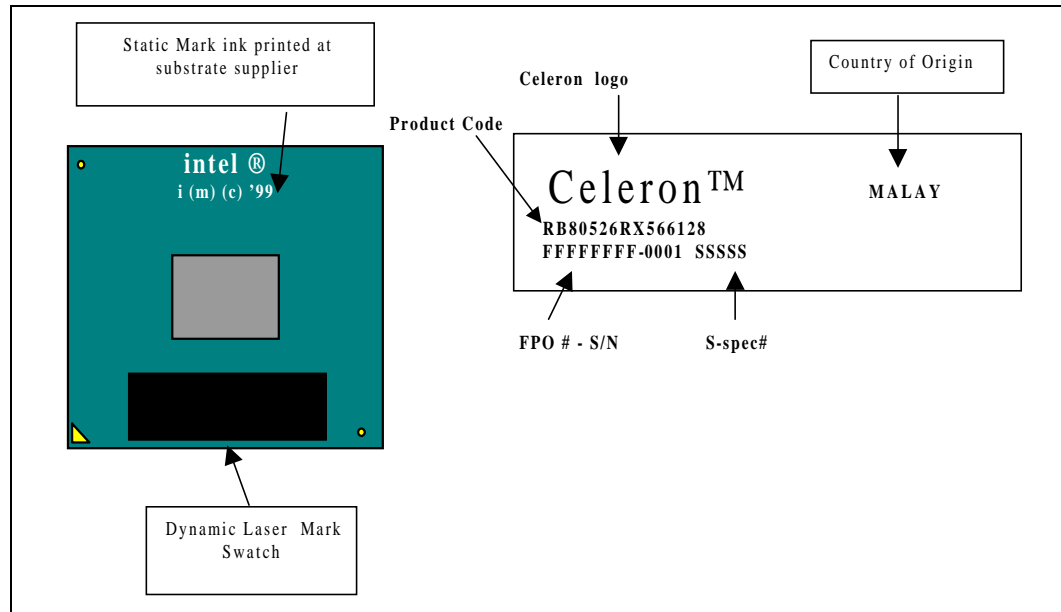 Static Mark ink printed at
substrate supplier
Celeron logo
Country of Origin
Product Code
intel ®
i (m) (c) '99
Celeron™
MALAY
RB80526RX566128
FFFFFFFF-0001 SSSSS
FPO # - S/N
S-spec#
Dynamic Laser Mark
Swatch